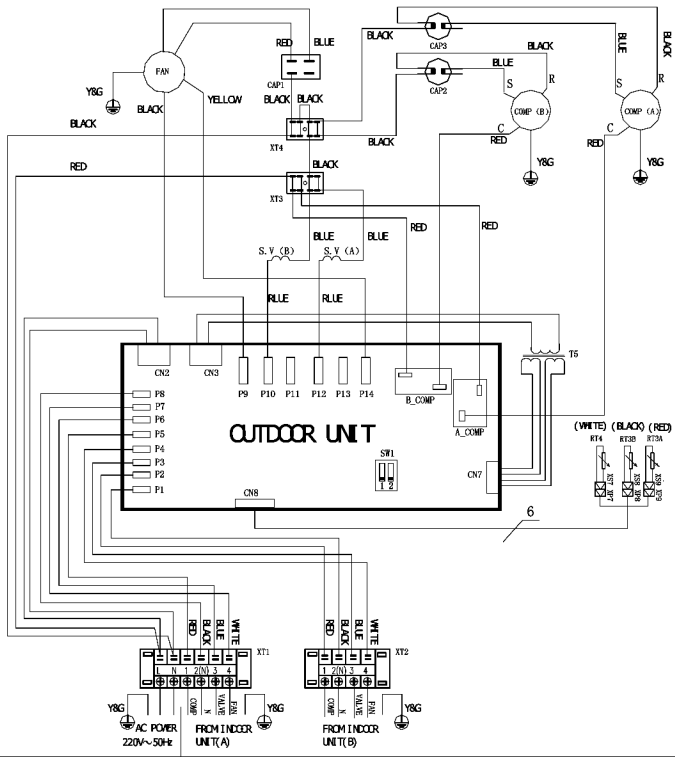 RED
BLUE
BLACK
CAP3
BLUE
BLACK
FAN
CAP1
BLACK
BLUE
S
R
S
R
Y&G
BLACK
YELLOW
BLACK
BLACK
CAP2
COMP (B)
COMP (A)
BLACK
XT4
BLACK
C
RED
C
RED
RED
BLACK
Y&G
Y&G
XT3
BLUE
BLUE
RED
RED
S.V (B)
S.V (A)
BLUE
BLUE
T5
CN2
CN3
P9
P10
P11
P12
P13
P14
B_COMP
A_COMP
P8
P7
P6
P5
P4
P3
P2
P1
OUTDOOR UNIT
SW1
1 2
CN7
CN8
(WHITE) (BLACK) (RED)
RT4
RT3B
RT3A
XS7 XP7
XS8 XP8
XS9 XP9
6
RED
BLACK
BLUE
WHITE
XT1
RED
BLACK
BLUE
WHITE
XT2
L N 1 2(N) 3 4
1 2(N) 3 4
Y&G
COMP
N
VALVE
FAN
Y&G
COMP
N
VALVE
FAN
Y&G
AC POWER
220V~50Hz
FROM INDOOR
UNIT(A)
FROM INDOOR
UNIT(B)